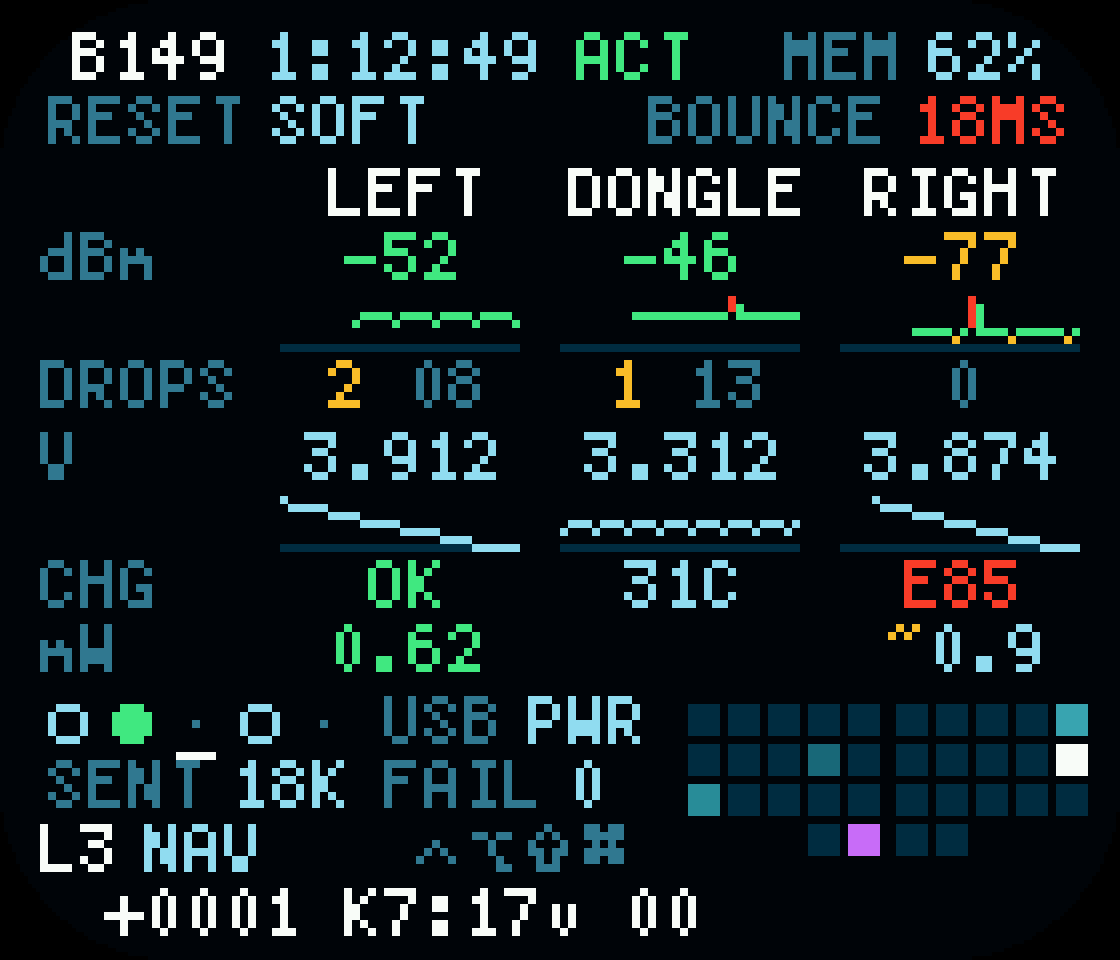 B149 1:12:49 ACT MEM 62%
RESET SOFT BOUNCE 18MS
LEFT DONGLE RIGHT
dBm -52 -46 -77
DROPS 2 08 1 13 0
V 3.912 3.312 3.874
CHG OK 31C E85
mW 0.62 ~0.9
USB PWR
SENT 18K FAIL 0
L3 NAV ^⌥⇧⌘
+0001 K7:17v 00